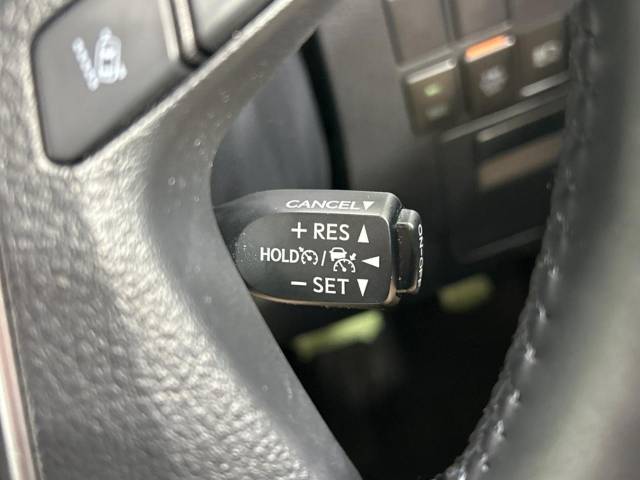 CANCEL▼
+ RES ▲
HOLD / ◀
− SET ▼
ON-OFF